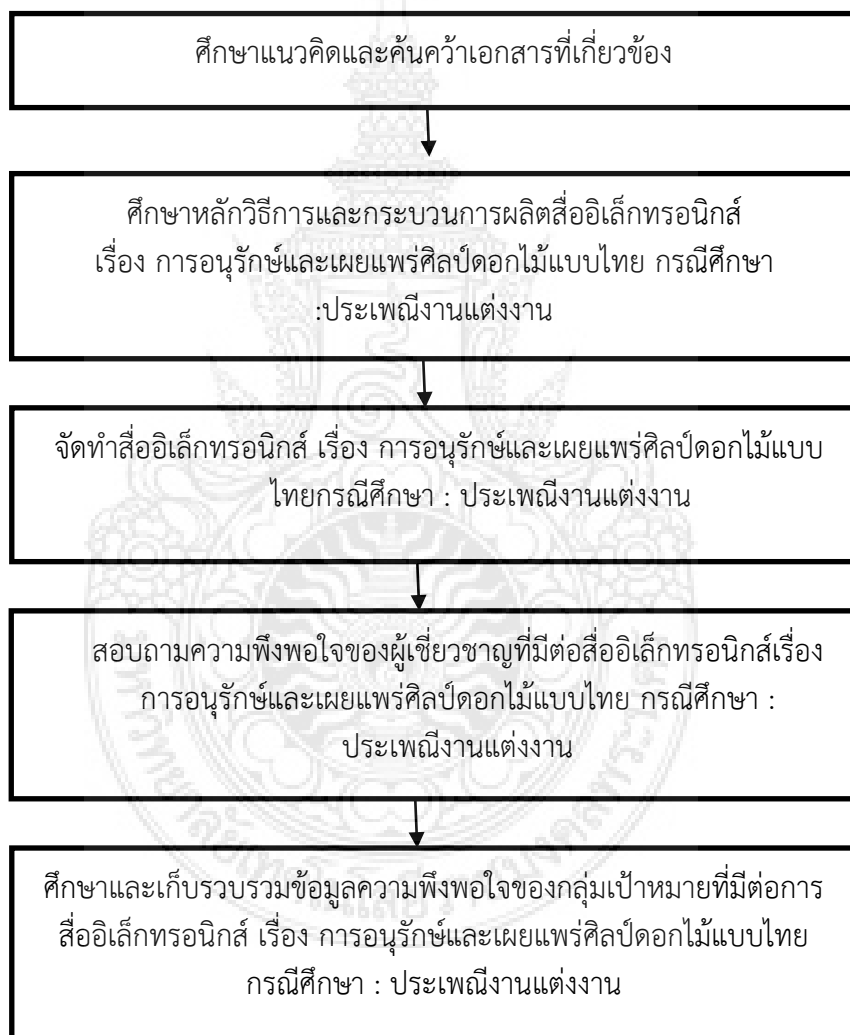 ศึกษาแนวคิดและค้นคว้าเอกสารที่เกี่ยวข้อง
ศึกษาหลักวิธีการและกระบวนการผลิตสื่ออิเล็กทรอนิกส์
เรื่อง การอนุรักษ์และเผยแพร่ศิลป์ดอกไม้แบบไทย กรณีศึกษา
:ประเพณีงานแต่งงาน
จัดทำสื่ออิเล็กทรอนิกส์ เรื่อง การอนุรักษ์และเผยแพร่ศิลป์ดอกไม้แบบ
ไทยกรณีศึกษา : ประเพณีงานแต่งงาน
สอบถามความพึงพอใจของผู้เชี่ยวชาญที่มีต่อสื่ออิเล็กทรอนิกส์เรื่อง
การอนุรักษ์และเผยแพร่ศิลป์ดอกไม้แบบไทย กรณีศึกษา :
ประเพณีงานแต่งงาน
ศึกษาและเก็บรวบรวมข้อมูลความพึงพอใจของกลุ่มเป้าหมายที่มีต่อการ
สื่ออิเล็กทรอนิกส์ เรื่อง การอนุรักษ์และเผยแพร่ศิลป์ดอกไม้แบบไทย
กรณีศึกษา : ประเพณีงานแต่งงาน